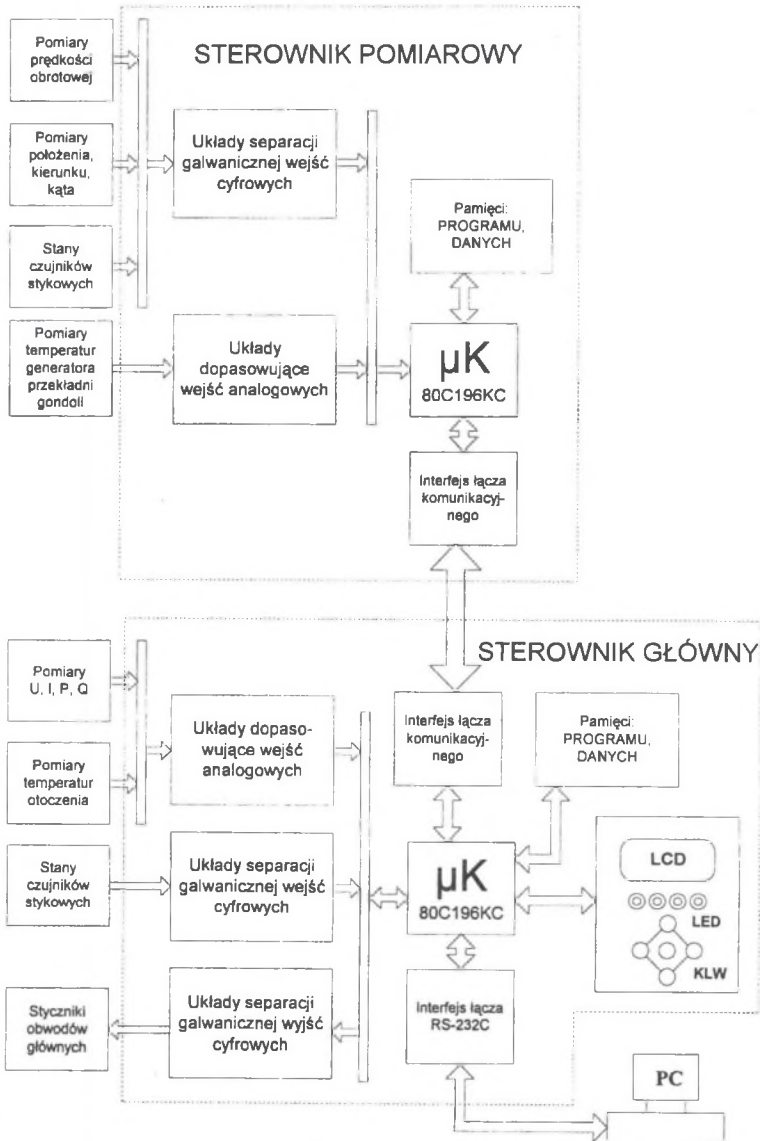 STEROWNIK POMIAROWY
Pomiary
prędkości
obrotowej
Pomiary
położenia,
kierunku,
kąta
Stany
czujników
stykowych
Pomiary
temperatur
generatora
przekładni
gondoli
Układy separacji
galwanicznej wejść
cyfrowych
Układy
dopasowujące
wejść analogowych
Pamięci:
PROGRAMU,
DANYCH
µK
80C196KC
Interfejs łącza
komunikacyj-
nego
STEROWNIK GŁÓWNY
Pomiary
U, I, P, Q
Pomiary
temperatur
otoczenia
Stany
czujników
stykowych
Styczniki
obwodów
głównych
Układy dopaso-
wujące wejść
analogowych
Układy separacji
galwanicznej wejść
cyfrowych
Układy separacji
galwanicznej wyjść
cyfrowych
Interfejs łącza
komunikacyj-
nego
Pamięci:
PROGRAMU,
DANYCH
µK
80C196KC
LCD
LED
KLW
Interfejs łącza
RS-232C
PC